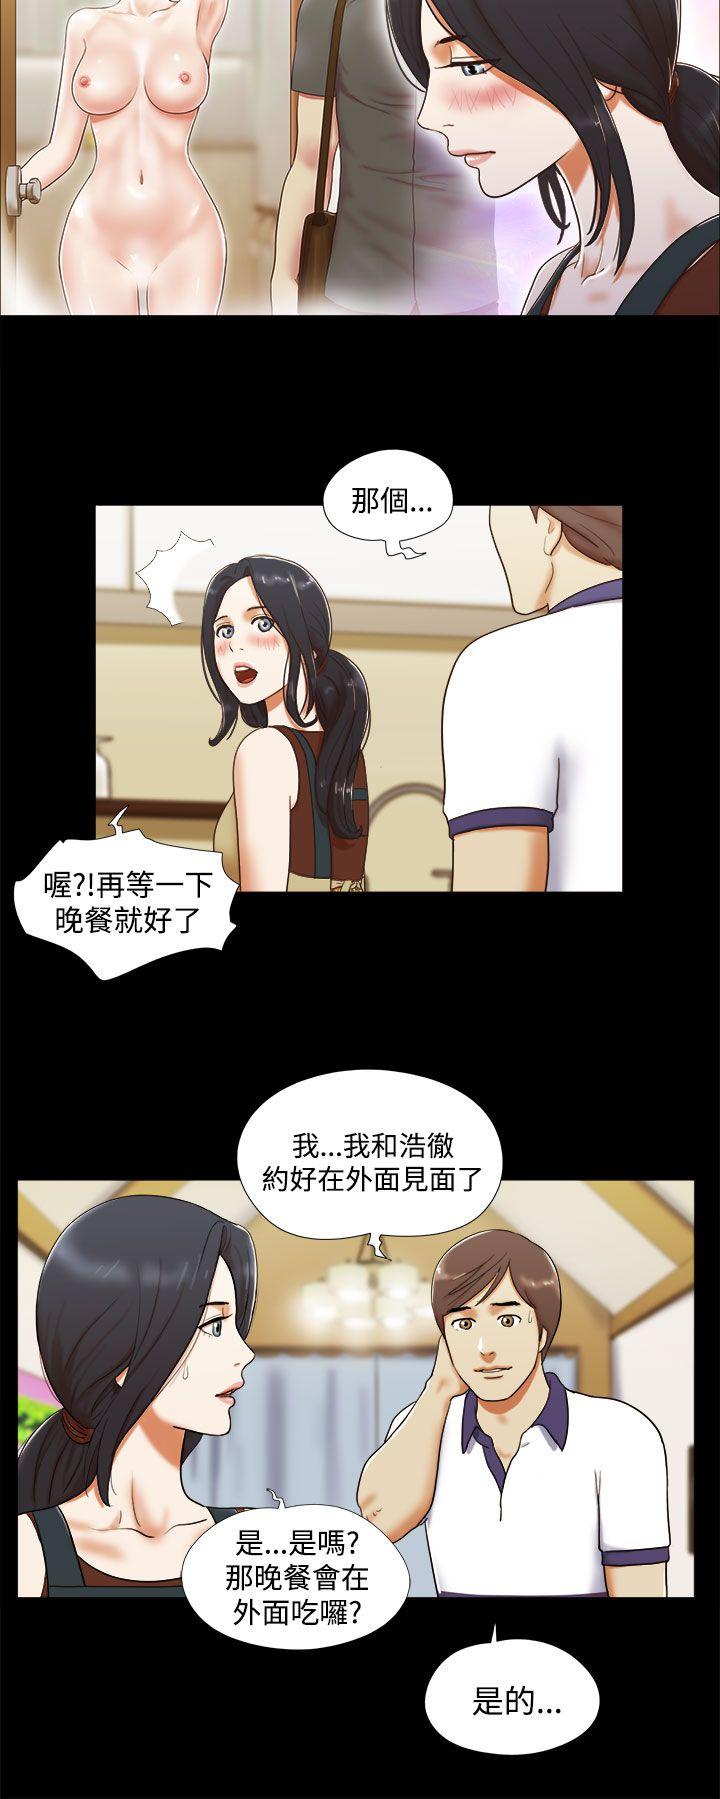 那個...
喔?!再等一下
晚餐就好了
我...我和浩徹
約好在外面見面了
是...是嗎?
那晚餐會在
外面吃囉?
是的...